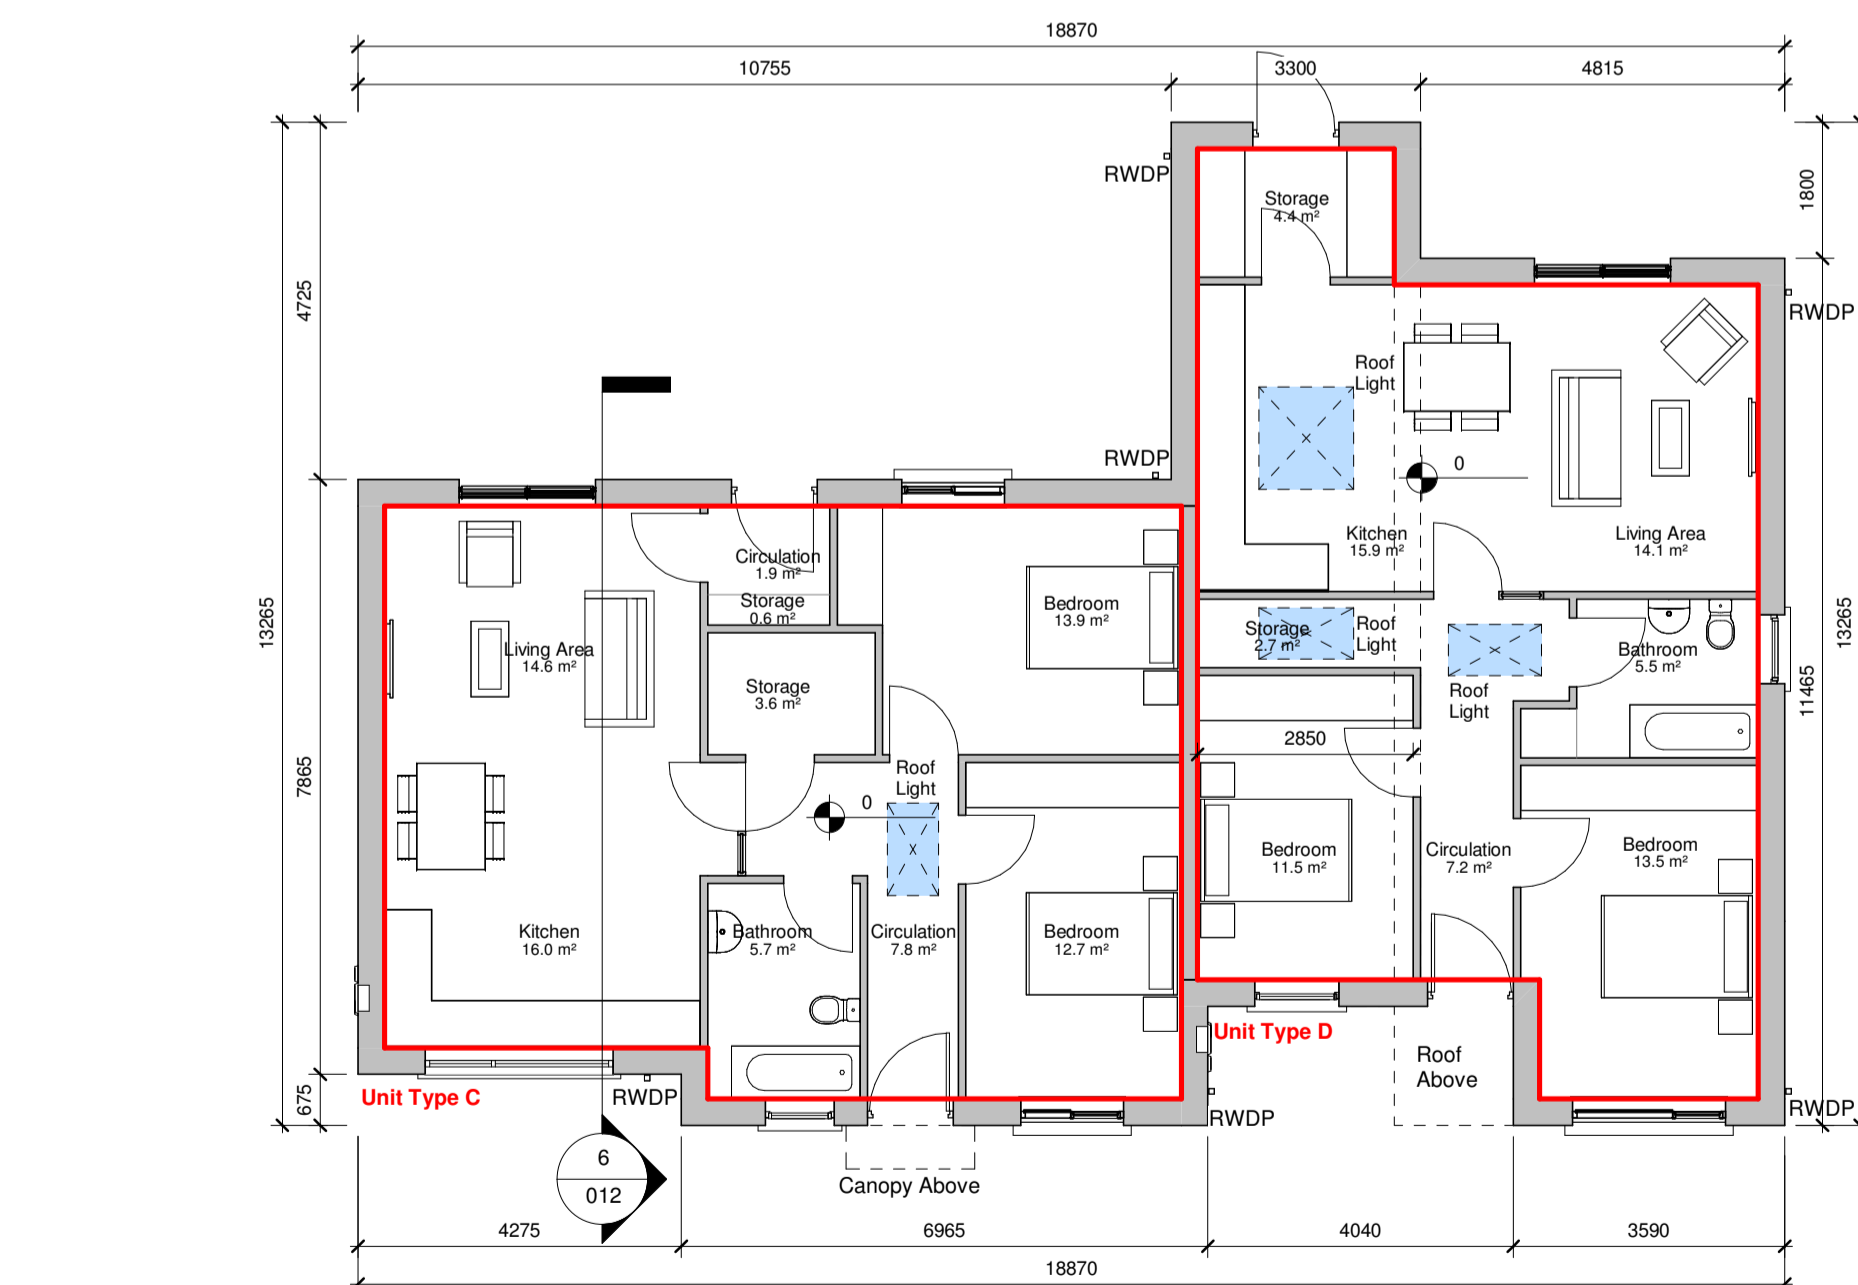 18870
10755
3300
4815
RWDP
Storage
4.4 m²
1800
4725
RWDP
Roof
Light
RWDP
0
Kitchen
15.9 m²
Living Area
14.1 m²
Circulation
1.9 m²
Storage
0.6 m²
Bedroom
13.9 m²
13265
Living Area
14.6 m²
Storage
3.6 m²
Storage
2.7 m²
Roof
Light
Bathroom
5.5 m²
Roof
Light
13265
11465
2850
7865
Roof
Light
0
Bedroom
11.5 m²
Circulation
7.2 m²
Bedroom
13.5 m²
Kitchen
16.0 m²
Bathroom
5.7 m²
Circulation
7.8 m²
Bedroom
12.7 m²
Unit Type D
Roof
Above
675
Unit Type C
RWDP
RWDP
RWDP
6
012
Canopy Above
4275
6965
4040
3590
18870